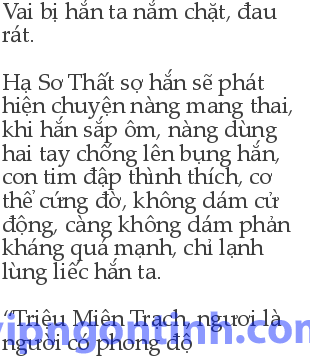 Vai bị hắn ta nắm chặt, đau
rát.
Hạ Sơ Thất sợ hắn sẽ phát
hiện chuyện nàng mang thai,
khi hắn sắp ôm, nàng dùng
hai tay chống lên bụng hắn,
con tim đập thình thích, cơ
thể cứng đờ, không dám cử
động, càng không dám phản
kháng quá mạnh, chỉ lạnh
lùng liếc hắn ta.
“Triệu Miên Trạch, ngươi là
người có phong độ
vipngontinh.com